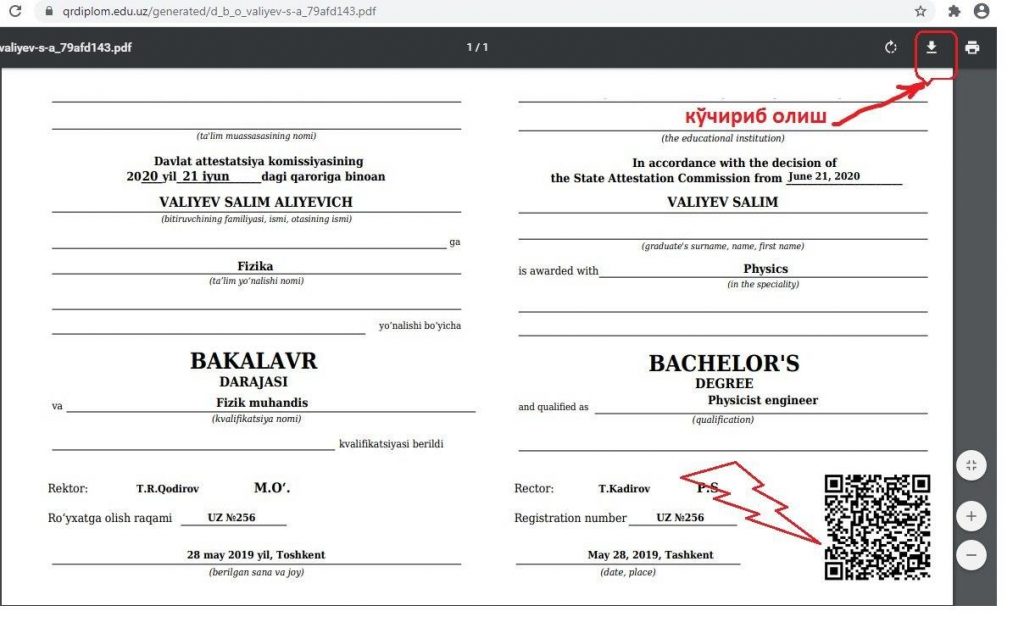 qrdiplom.edu.uz/generated/d_b_o_valiyev-s-a_79afd143.pdf
valiyev-s-a_79afd143.pdf
1 / 1
кўчириб олиш
(ta'lim muassasasining nomi)
Davlat attestatsiya komissiyasining
2020 yil 21 iyun dagi qaroriga binoan
VALIYEV SALIM ALIYEVICH
(bitiruvchining familiyasi, ismi, otasining ismi)
ga
Fizika
(ta'lim yo'nalishi nomi)
yo'nalishi bo'yicha
BAKALAVR
DARAJASI
va Fizik muhandis
(kvalifikatsiya nomi)
kvalifikatsiyasi berildi
Rektor: T.R.Qodirov M.O‘.
Ro'yxatga olish raqami UZ №256
28 may 2019 yil, Toshkent
(berilgan sana va joy)
(the educational institution)
In accordance with the decision of
the State Attestation Commission from June 21, 2020
VALIYEV SALIM
(graduate's surname, name, first name)
is awarded with Physics
(in the speciality)
BACHELOR'S
DEGREE
and qualified as Physicist engineer
(qualification)
Rector: T.Kadirov P.S
Registration number UZ №256
May 28, 2019, Tashkent
(date, place)